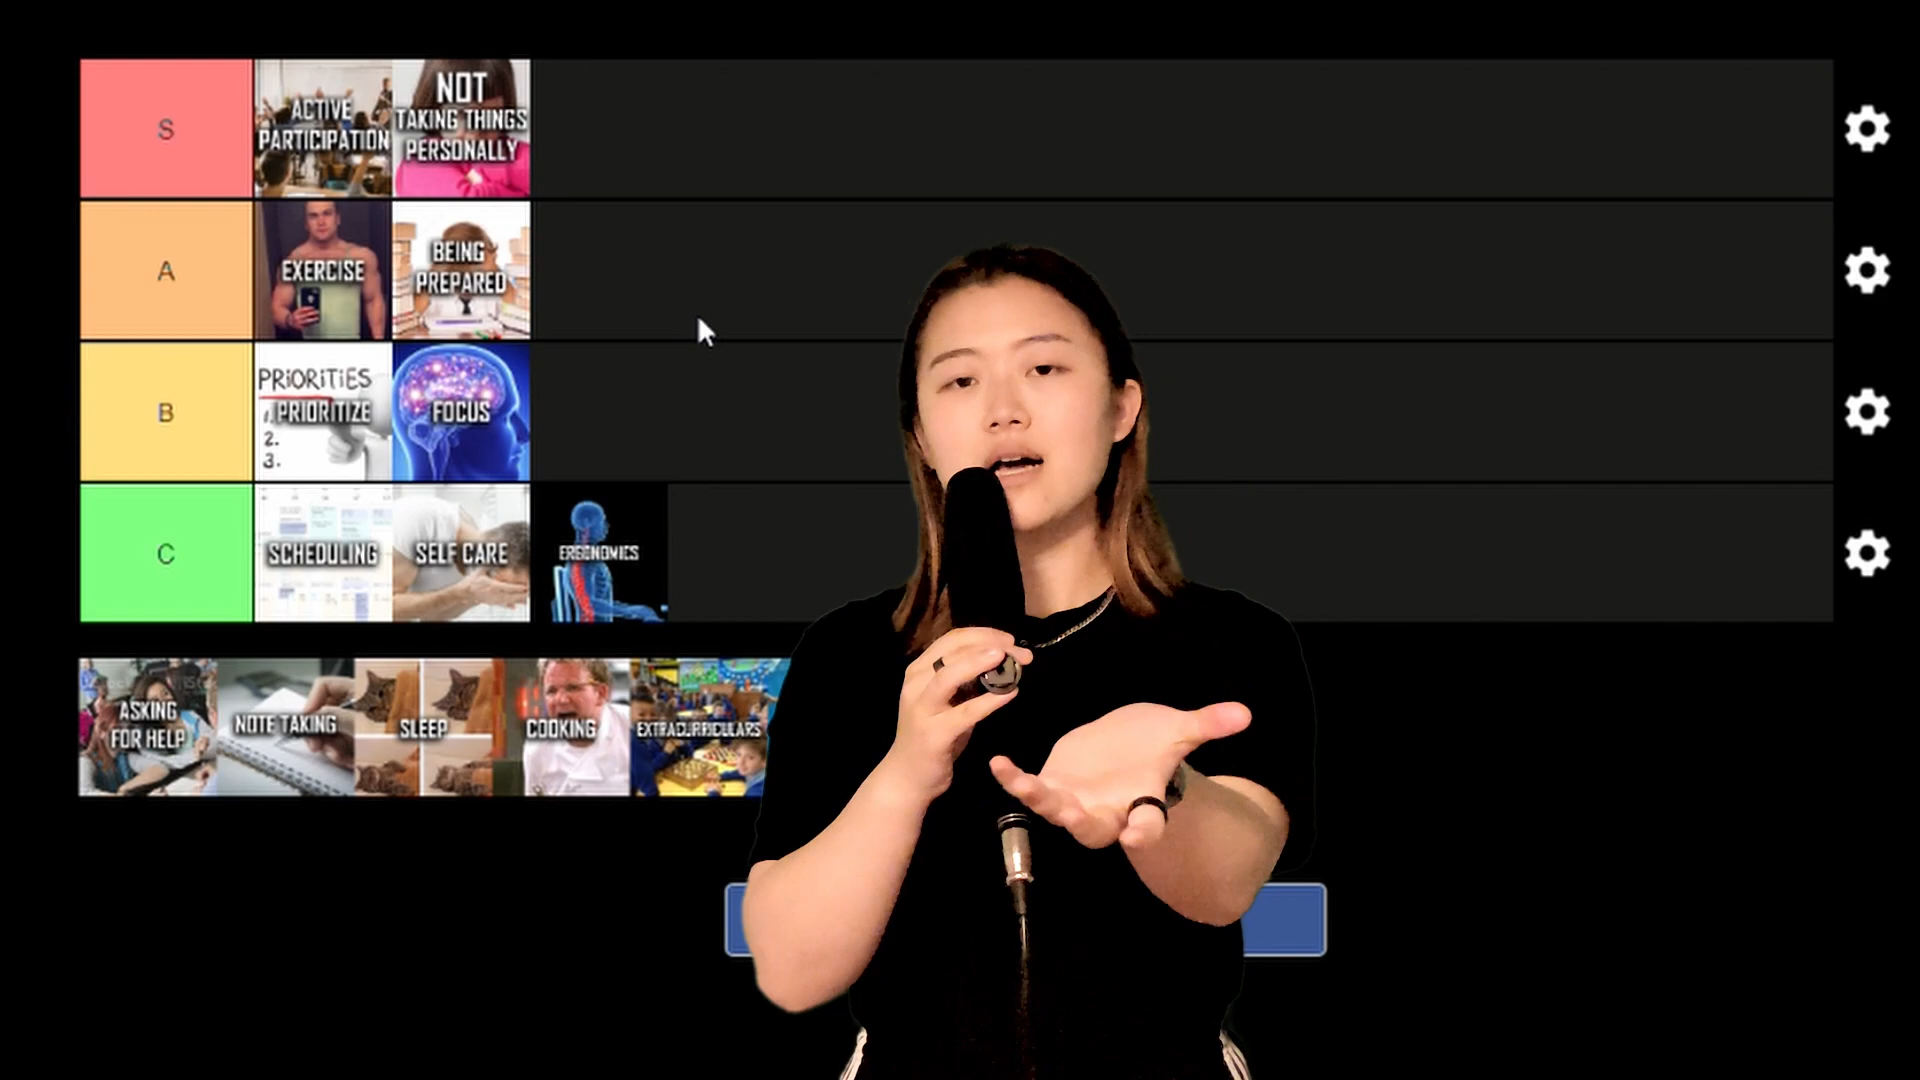 S
ACTIVE
PARTICIPATION
NOT
TAKING THINGS
PERSONALLY
A
EXERCISE
BEING
PREPARED
B
PRIORITIES
1. PRIORITIZE
2.
3.
FOCUS
C
SCHEDULING
SELF CARE
ERGONOMICS
ASKING
FOR HELP
NOTE TAKING
SLEEP
COOKING
EXTRACURRICULARS